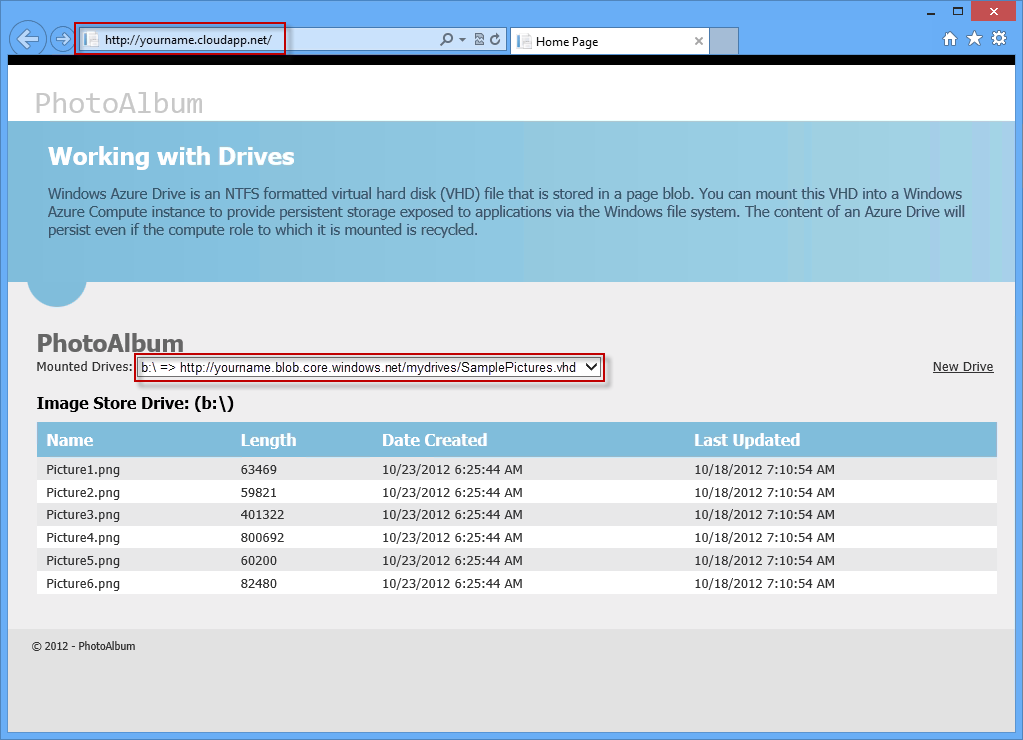 http://yourname.cloudapp.net/
Home Page
PhotoAlbum
Working with Drives
Windows Azure Drive is an NTFS formatted virtual hard disk (VHD) file that is stored in a page blob. You can mount this VHD into a Windows
Azure Compute instance to provide persistent storage exposed to applications via the Windows file system. The content of an Azure Drive will
persist even if the compute role to which it is mounted is recycled.
PhotoAlbum
Mounted Drives: b:\ => http://yourname.blob.core.windows.net/mydrives/SamplePictures.vhd New Drive
Image Store Drive: (b:\)
Name Length Date Created Last Updated
Picture1.png 63469 10/23/2012 6:25:44 AM 10/18/2012 7:10:54 AM
Picture2.png 59821 10/23/2012 6:25:44 AM 10/18/2012 7:10:54 AM
Picture3.png 401322 10/23/2012 6:25:44 AM 10/18/2012 7:10:54 AM
Picture4.png 800692 10/23/2012 6:25:44 AM 10/18/2012 7:10:54 AM
Picture5.png 60200 10/23/2012 6:25:44 AM 10/18/2012 7:10:54 AM
Picture6.png 82480 10/23/2012 6:25:44 AM 10/18/2012 7:10:54 AM
© 2012 - PhotoAlbum